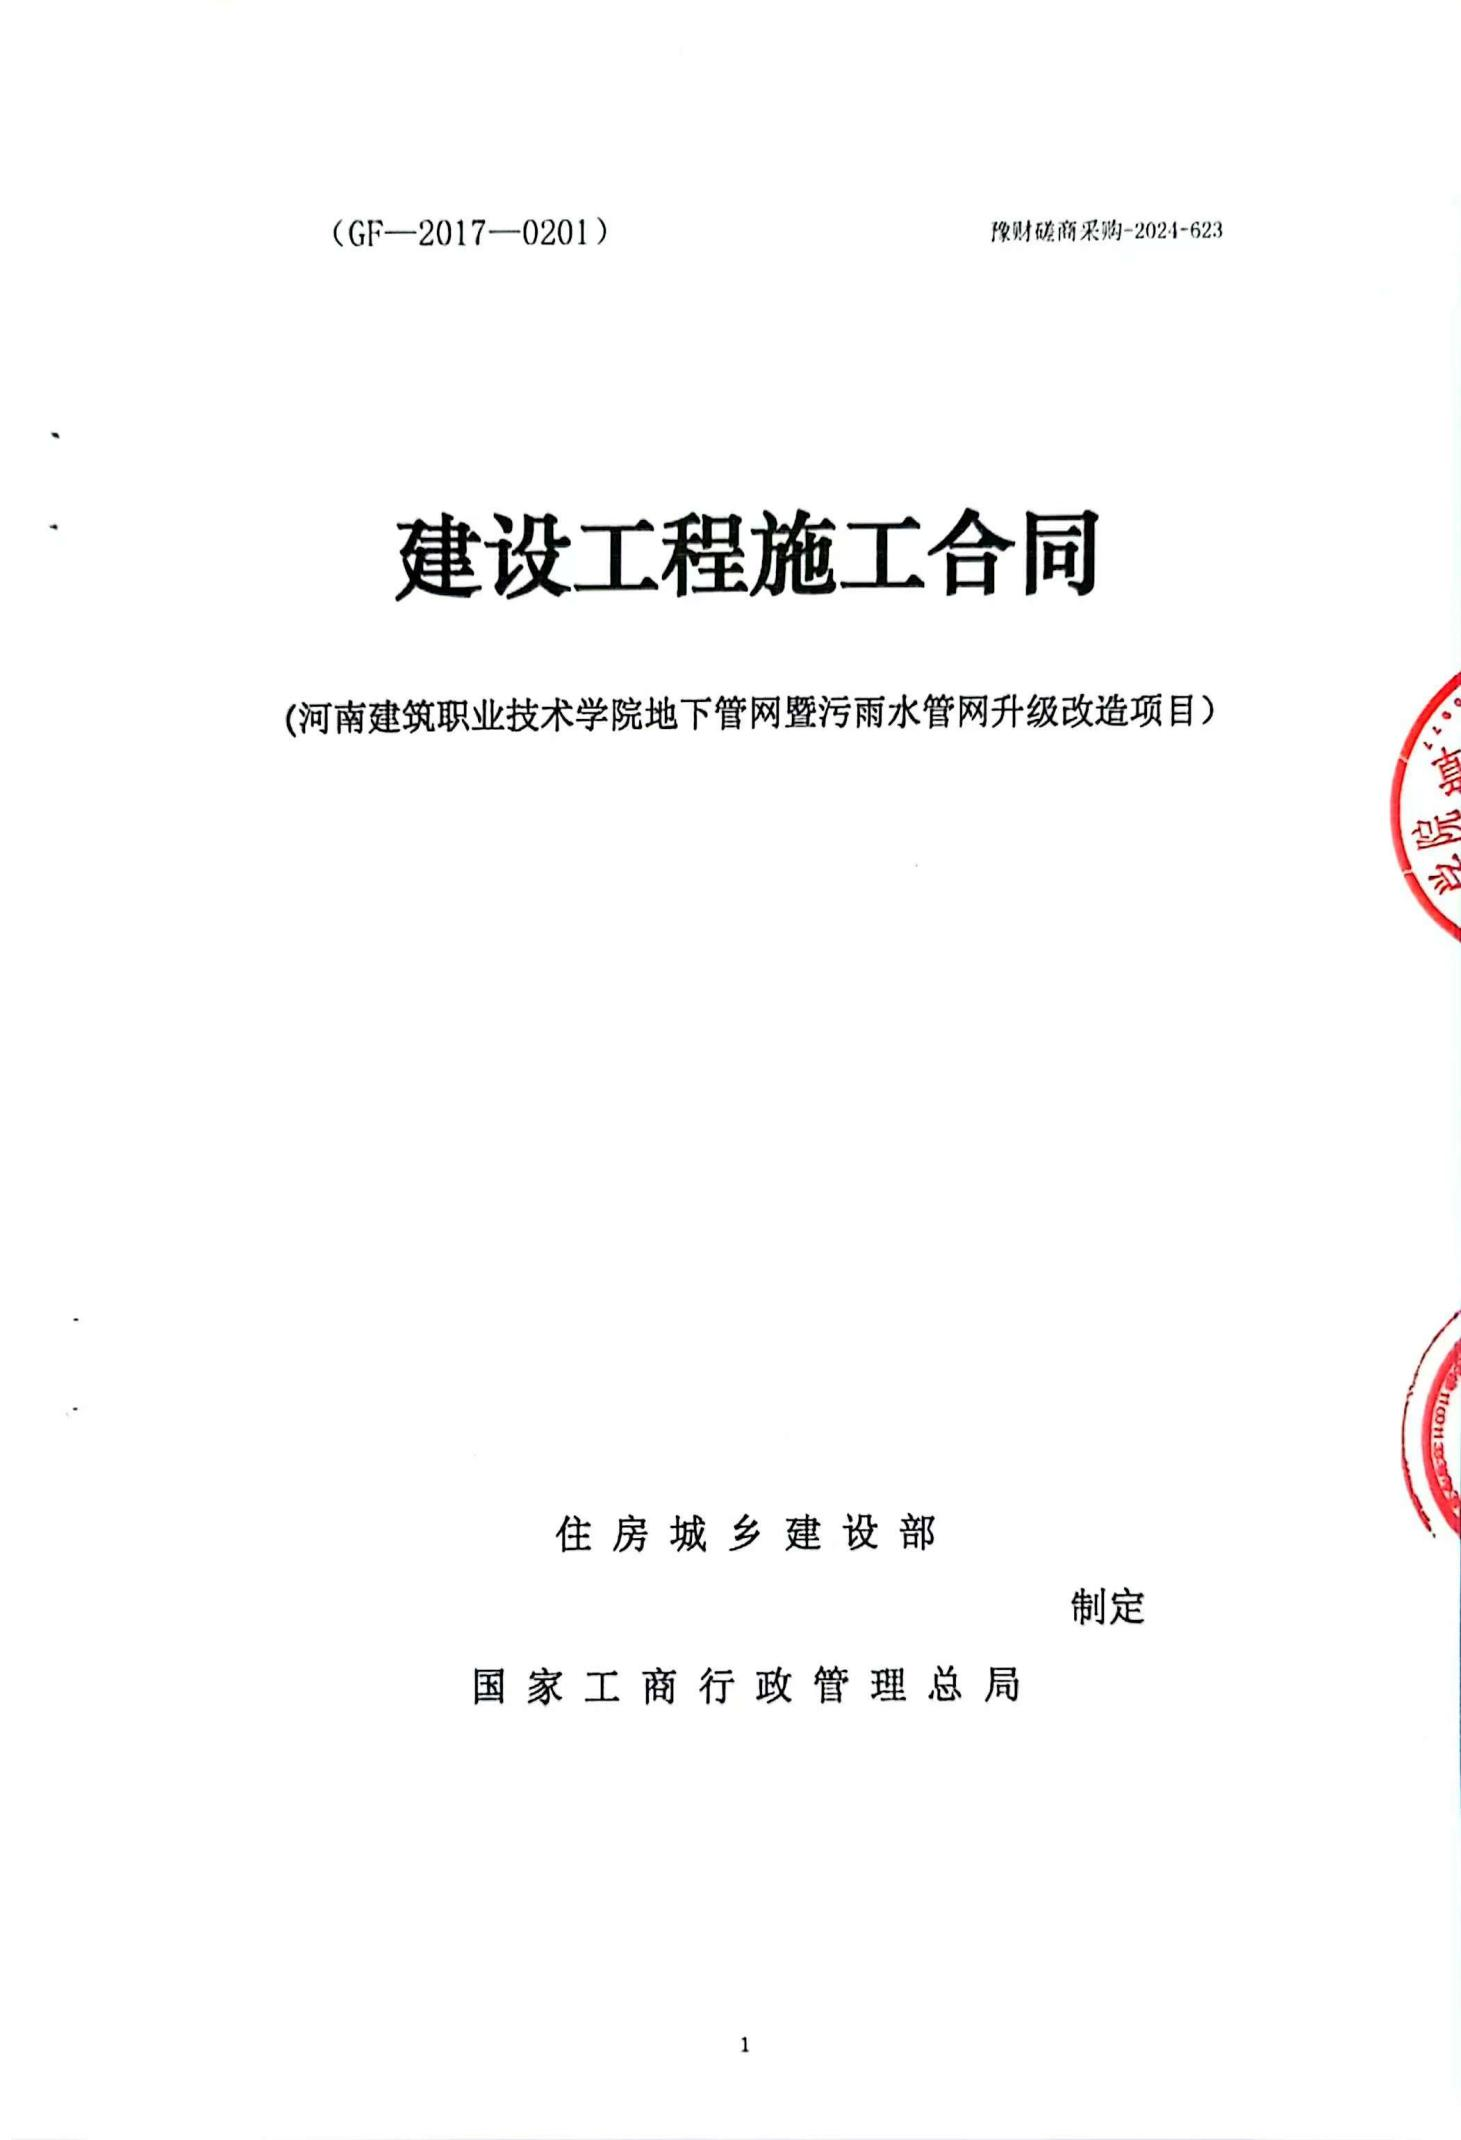 （GF—2017—0201）
豫财磋商采购-2024-623
建设工程施工合同
(河南建筑职业技术学院地下管网暨污雨水管网升级改造项目）
住房城乡建设部
制定
国家工商行政管理总局
1